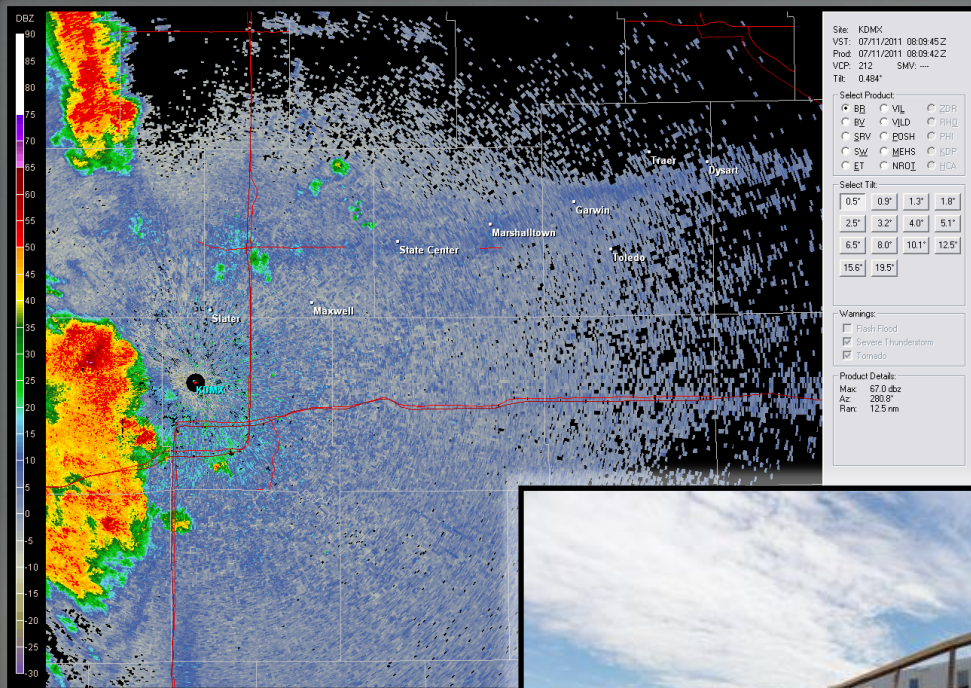 DBZ
90
85
80
75
70
65
60
55
50
45
40
35
30
25
20
15
10
5
0
-5
-10
-15
-20
-25
-30
Traer
Dysart
Garwin
Marshalltown
State Center
Toledo
Maxwell
Slater
KDMX
Site: KDMX
VST: 07/11/2011 08:09:45 Z
Prod: 07/11/2011 08:09:42 Z
VCP: 212 SMV: ---
Tilt: 0.484°
Select Product:
BR VIL ZDR
BV VILD RHO
SRV POSH PHI
SW MEHS KDP
ET NROT HCA
Select Tilt:
0.5° 0.9° 1.3° 1.8°
2.5° 3.2° 4.0° 5.1°
6.5° 8.0° 10.1° 12.5°
15.6° 19.5°
Warnings:
Flash Flood
Severe Thunderstorm
Tornado
Product Details:
Max: 67.0 dbz
Az: 280.8°
Ran: 12.5 nm